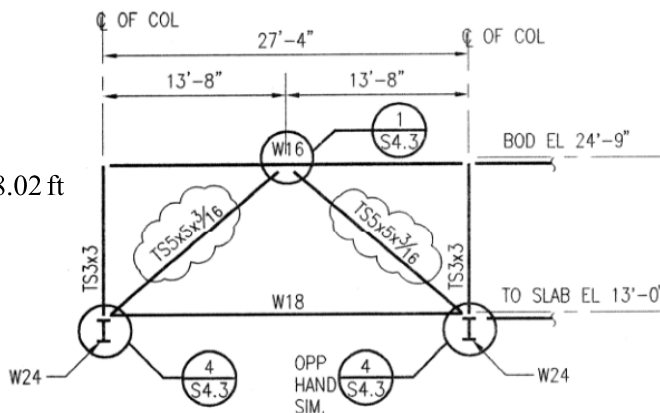 ℄ OF COL
27'-4"
℄ OF COL
13'-8"
13'-8"
1
S4.3
W16
BOD EL 24'-9"
8.02 ft
TS5x5x3/16
TS5x5x3/16
TS3x3
TS3x3
W18
TO SLAB EL 13'-0
W24
4
S4.3
OPP
HAND
SIM.
4
S4.3
W24